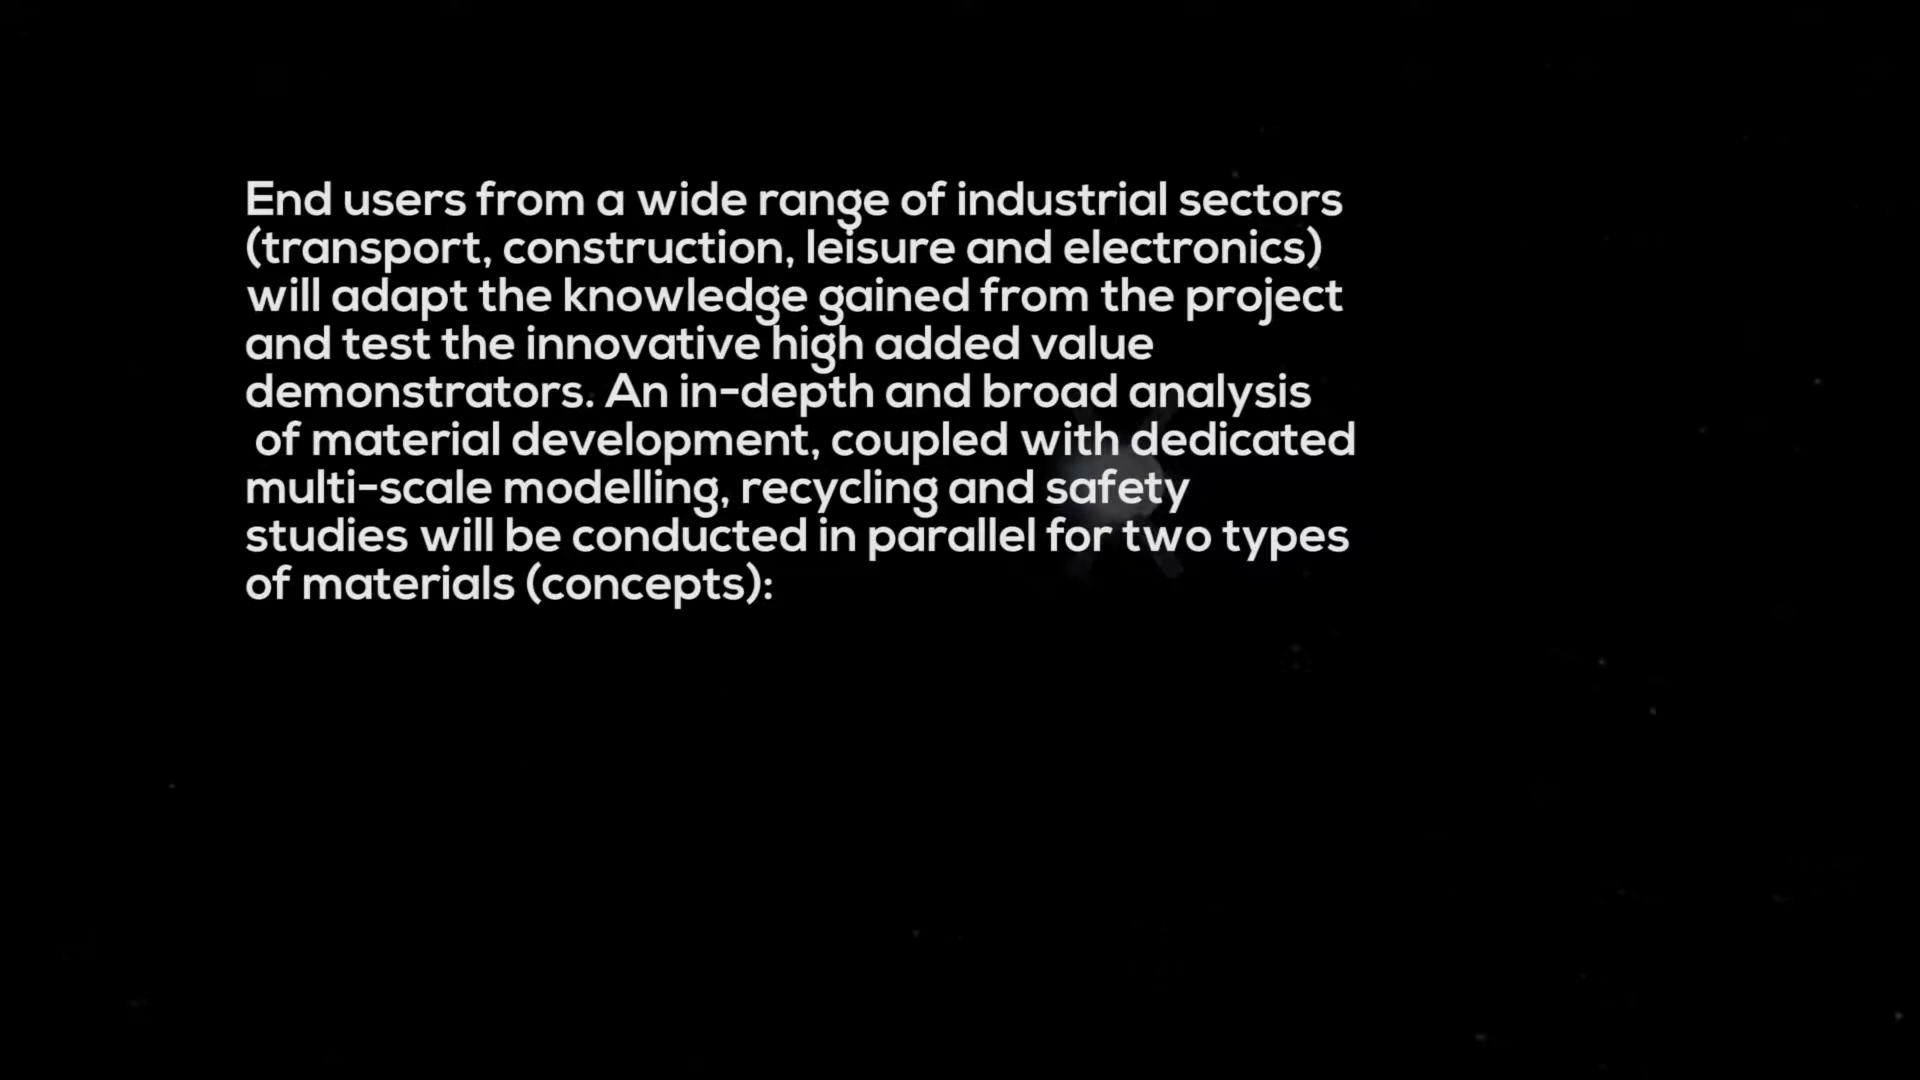 End users from a wide range of industrial sectors
(transport, construction, leisure and electronics)
will adapt the knowledge gained from the project
and test the innovative high added value
demonstrators. An in-depth and broad analysis
of material development, coupled with dedicated
multi-scale modelling, recycling and safety
studies will be conducted in parallel for two types
of materials (concepts):